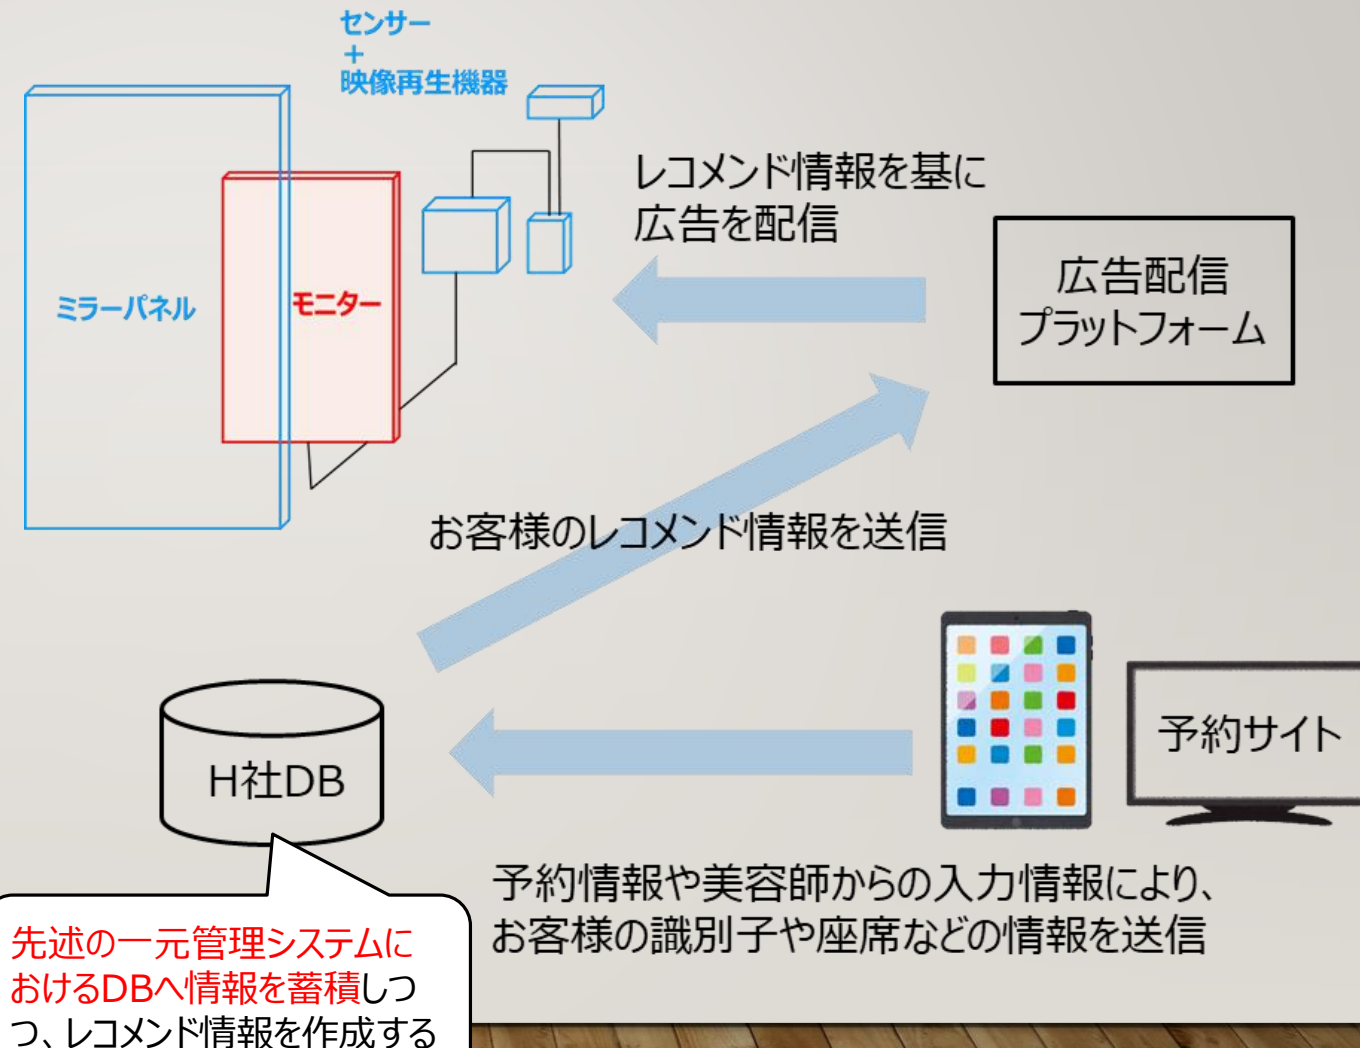 センサー
+
映像再生機器
レコメンド情報を基に
広告を配信
広告配信
プラットフォーム
ミラーパネル
モニター
お客様のレコメンド情報を送信
予約サイト
H社DB
予約情報や美容師からの入力情報により、
お客様の識別子や座席などの情報を送信
先述の一元管理システムに
おけるDBへ情報を蓄積しつ
つ、レコメンド情報を作成する